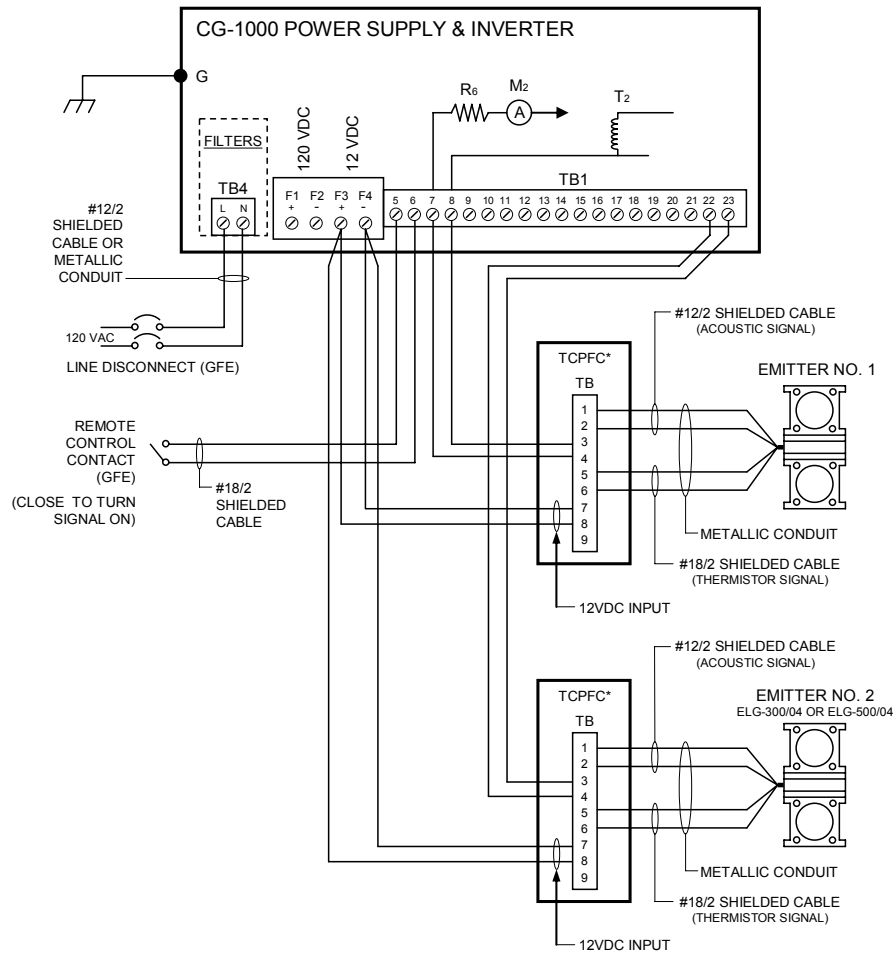 CG-1000 POWER SUPPLY & INVERTER
G
R6
M2
A
T2
FILTERS
120 VDC
12 VDC
TB4
L N
F1 F2 F3 F4
+ - + -
TB1
5 6 7 8 9 10 11 12 13 14 15 16 17 18 19 20 21 22 23
#12/2
SHIELDED
CABLE OR
METALLIC
CONDUIT
120 VAC
LINE DISCONNECT (GFE)
REMOTE
CONTROL
CONTACT
(GFE)
(CLOSE TO TURN
SIGNAL ON)
#18/2
SHIELDED
CABLE
#12/2 SHIELDED CABLE
(ACOUSTIC SIGNAL)
TCPFC*
TB
1
2
3
4
5
6
7
8
9
EMITTER NO. 1
METALLIC CONDUIT
#18/2 SHIELDED CABLE
(THERMISTOR SIGNAL)
12VDC INPUT
#12/2 SHIELDED CABLE
(ACOUSTIC SIGNAL)
TCPFC*
TB
1
2
3
4
5
6
7
8
9
EMITTER NO. 2
ELG-300/04 OR ELG-500/04
METALLIC CONDUIT
#18/2 SHIELDED CABLE
(THERMISTOR SIGNAL)
12VDC INPUT